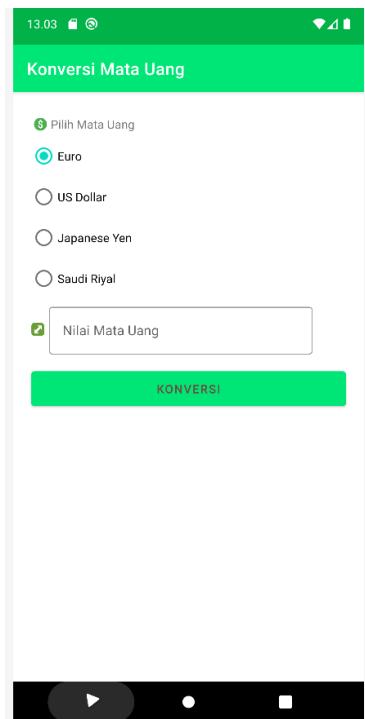 13.03
Konversi Mata Uang
$ Pilih Mata Uang
Euro
US Dollar
Japanese Yen
Saudi Riyal
Nilai Mata Uang
KONVERSI